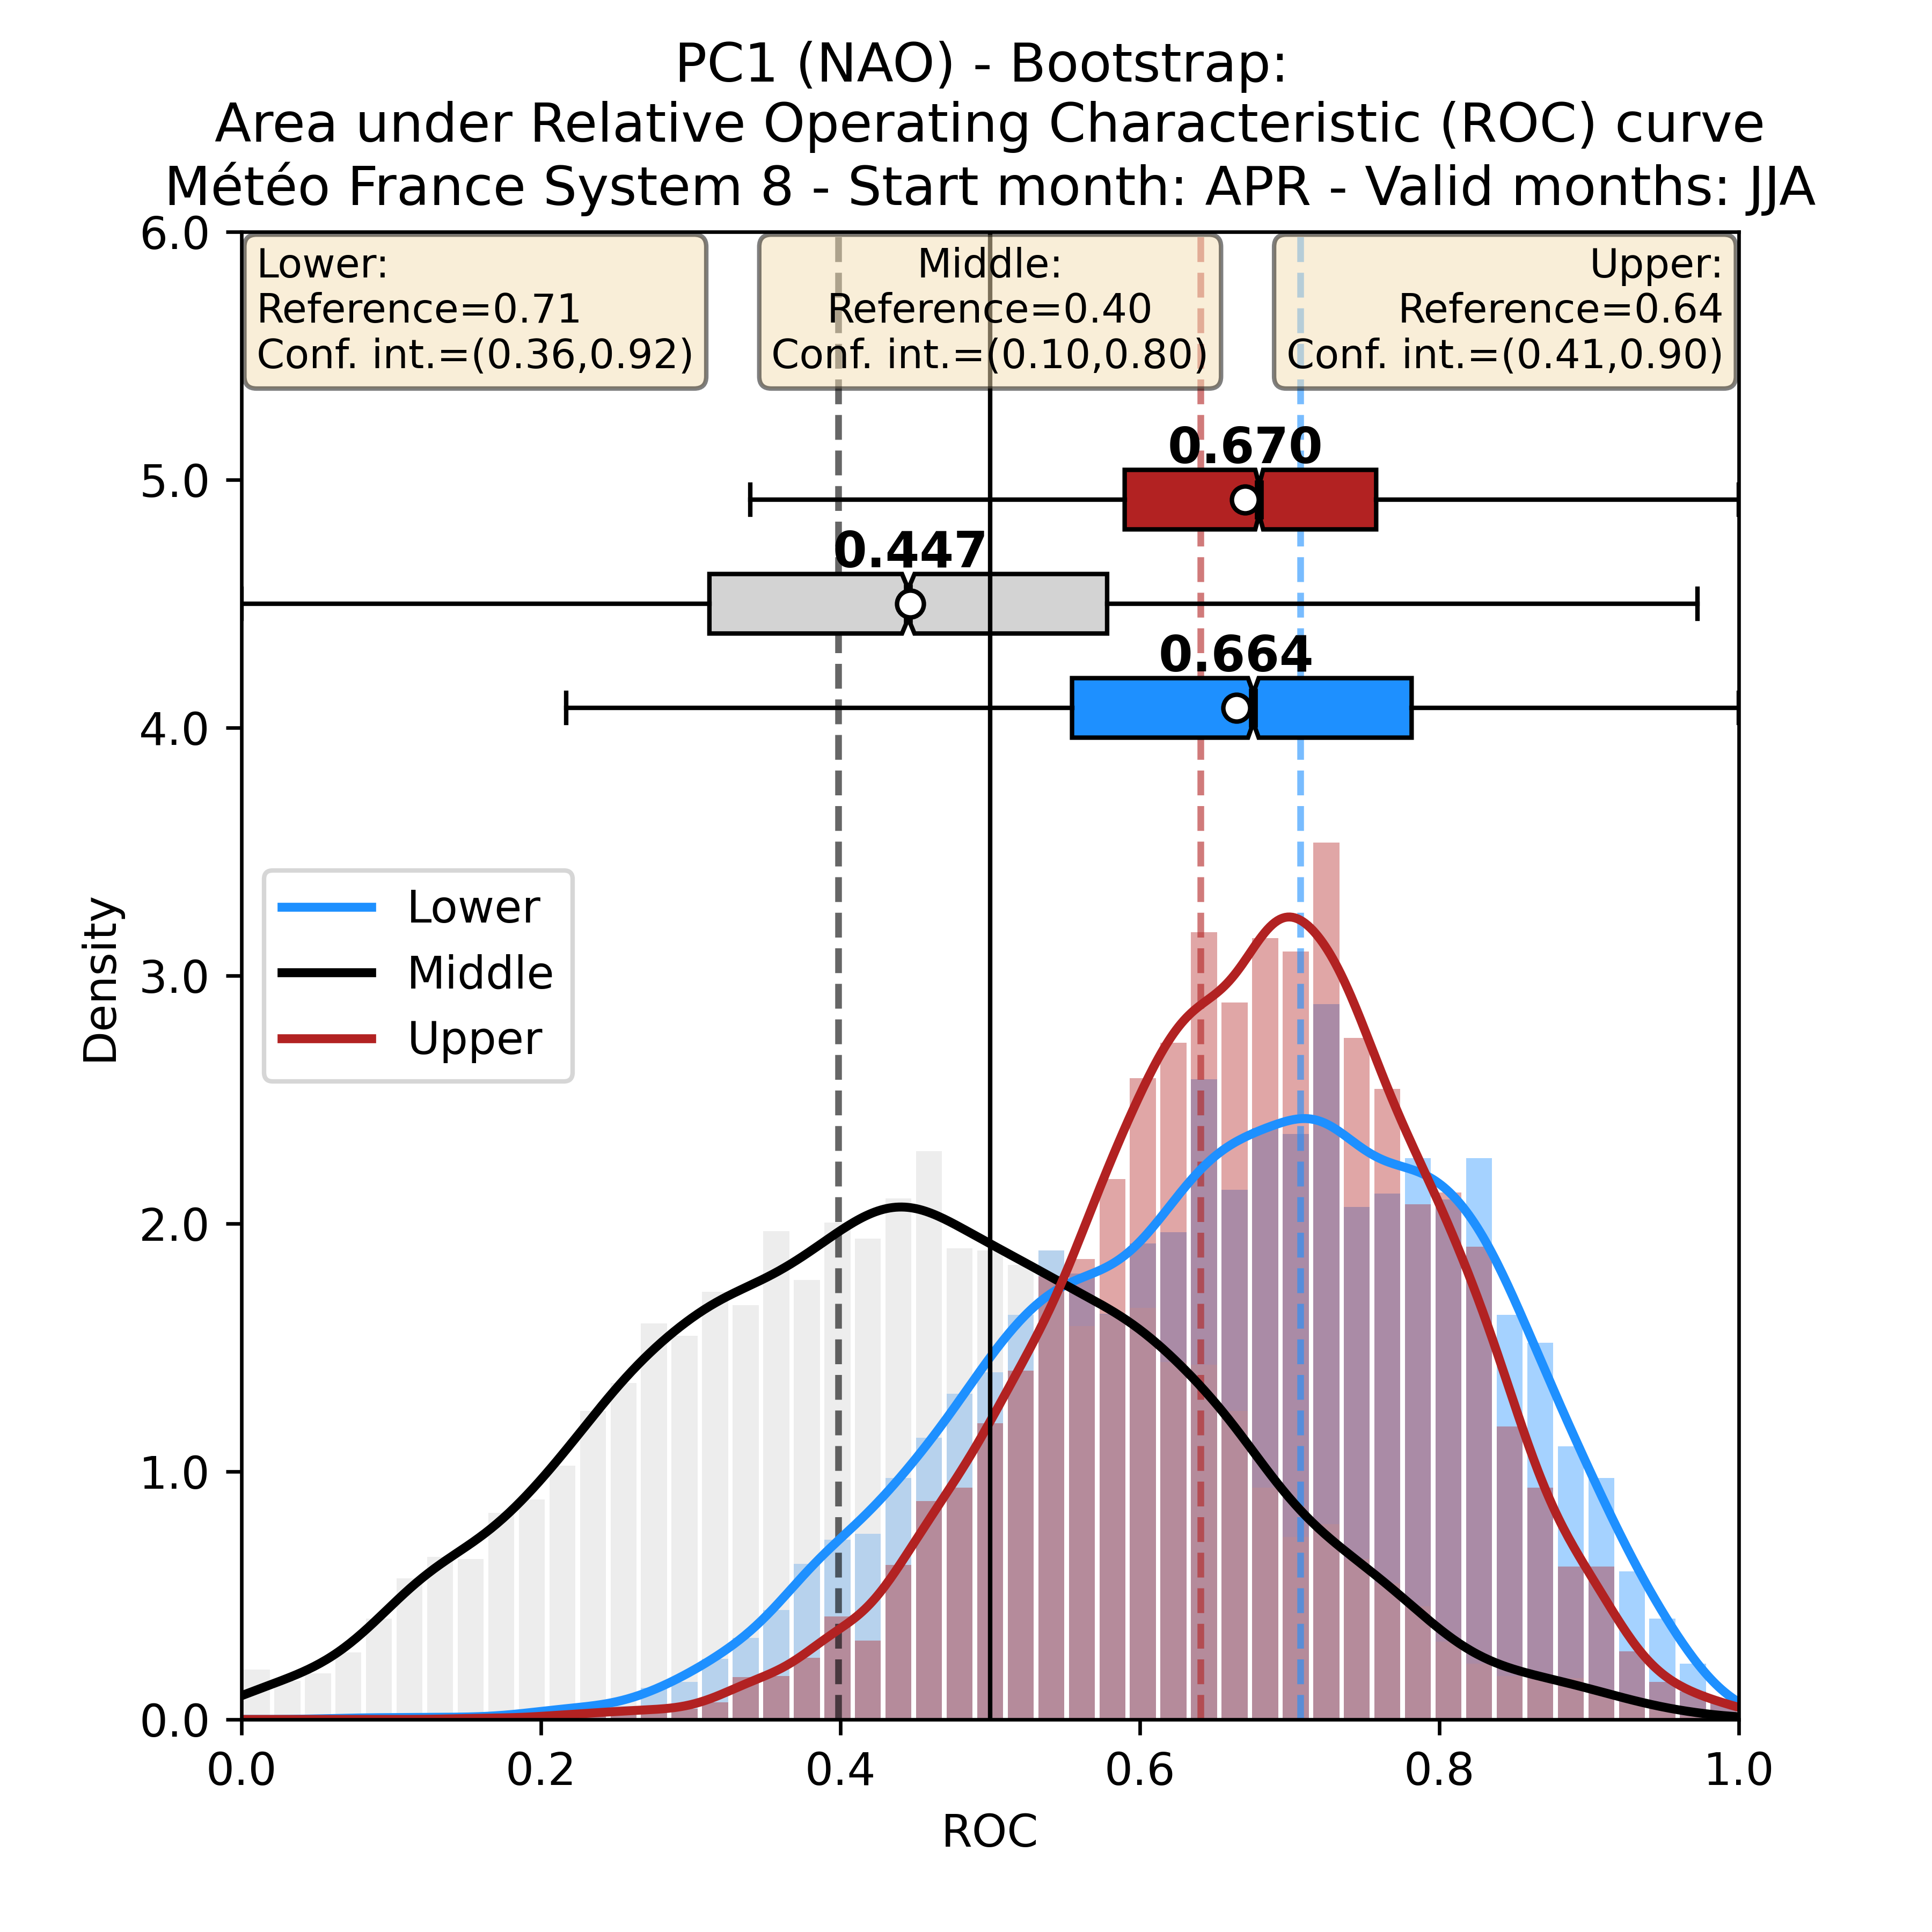 PC1 (NAO) - Bootstrap:
Area under Relative Operating Characteristic (ROC) curve
Météo France System 8 - Start month: APR - Valid months: JJA
Lower:
Reference=0.71
Conf. int.=(0.36,0.92)
Middle:
Reference=0.40
Conf. int.=(0.10,0.80)
Upper:
Reference=0.64
Conf. int.=(0.41,0.90)
0.670
0.447
0.664
Lower
Middle
Upper
Density
6.0
5.0
4.0
3.0
2.0
1.0
0.0
0.0 0.2 0.4 0.6 0.8 1.0
ROC